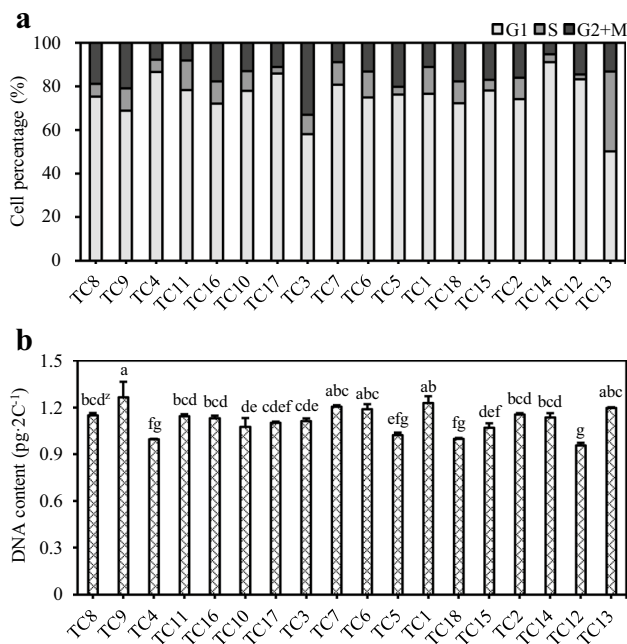 a
G1 S G2+M
Cell percentage (%)
100
80
60
40
20
0
TC8 TC9 TC4 TC11 TC16 TC10 TC17 TC3 TC7 TC6 TC5 TC1 TC18 TC15 TC2 TC14 TC12 TC13
b
DNA content (pg·2C⁻¹)
1.5
1.2
0.9
0.6
0.3
0
bcdᶻ a fg bcd bcd de cdef cde abc abc efg ab fg def bcd bcd g abc
TC8 TC9 TC4 TC11 TC16 TC10 TC17 TC3 TC7 TC6 TC5 TC1 TC18 TC15 TC2 TC14 TC12 TC13